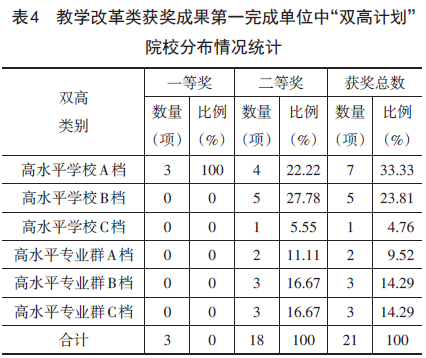 表4 教学改革类获奖成果第一完成单位中“双高计划”
院校分布情况统计
双高类别 一等奖 二等奖 获奖总数
数量(项) 比例(%) 数量(项) 比例(%) 数量(项) 比例(%)
高水平学校A档 3 100 4 22.22 7 33.33
高水平学校B档 0 0 5 27.78 5 23.81
高水平学校C档 0 0 1 5.55 1 4.76
高水平专业群A档 0 0 2 11.11 2 9.52
高水平专业群B档 0 0 3 16.67 3 14.29
高水平专业群C档 0 0 3 16.67 3 14.29
合计 3 0 18 100 21 100